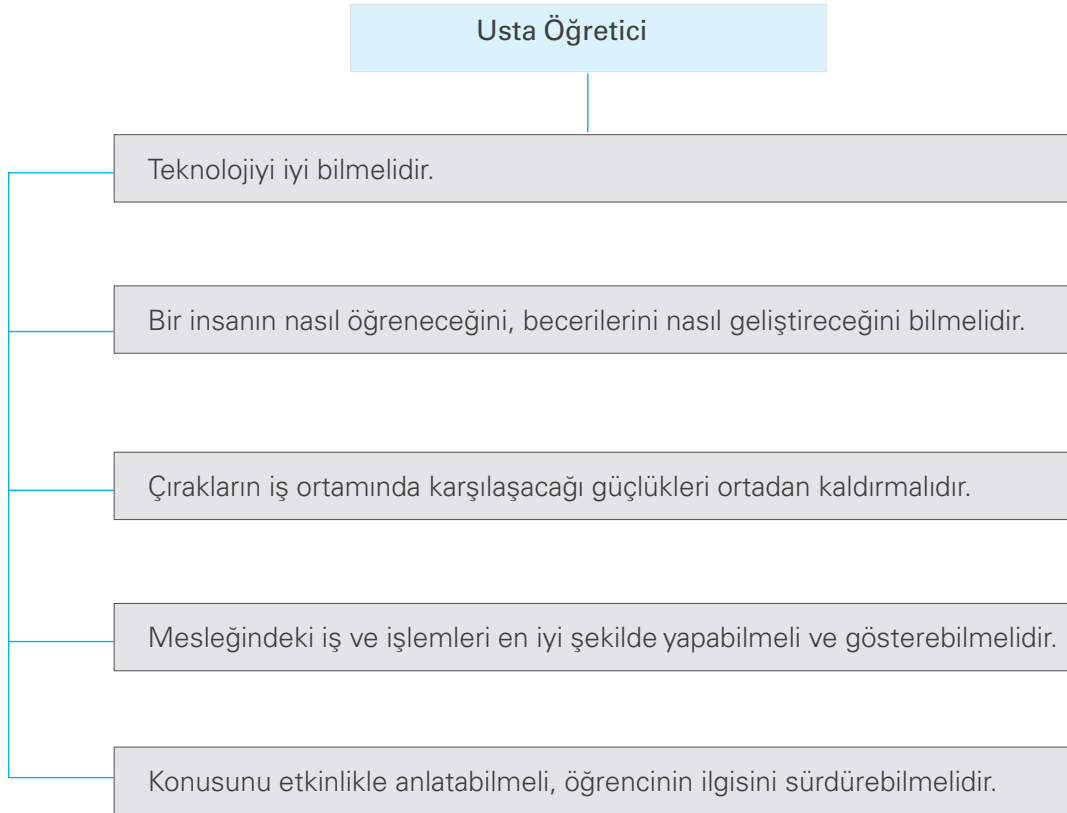 Usta Öğretici
Teknolojiyi iyi bilmelidir.
Bir insanın nasıl öğreneceğini, becerilerini nasıl geliştireceğini bilmelidir.
Çırakların iş ortamında karşılaşacağı güçlükleri ortadan kaldırmalıdır.
Mesleğindeki iş ve işlemleri en iyi şekilde yapabilmeli ve gösterebilmelidir.
Konusunu etkinlikle anlatabilmeli, öğrencinin ilgisini sürdürebilmelidir.